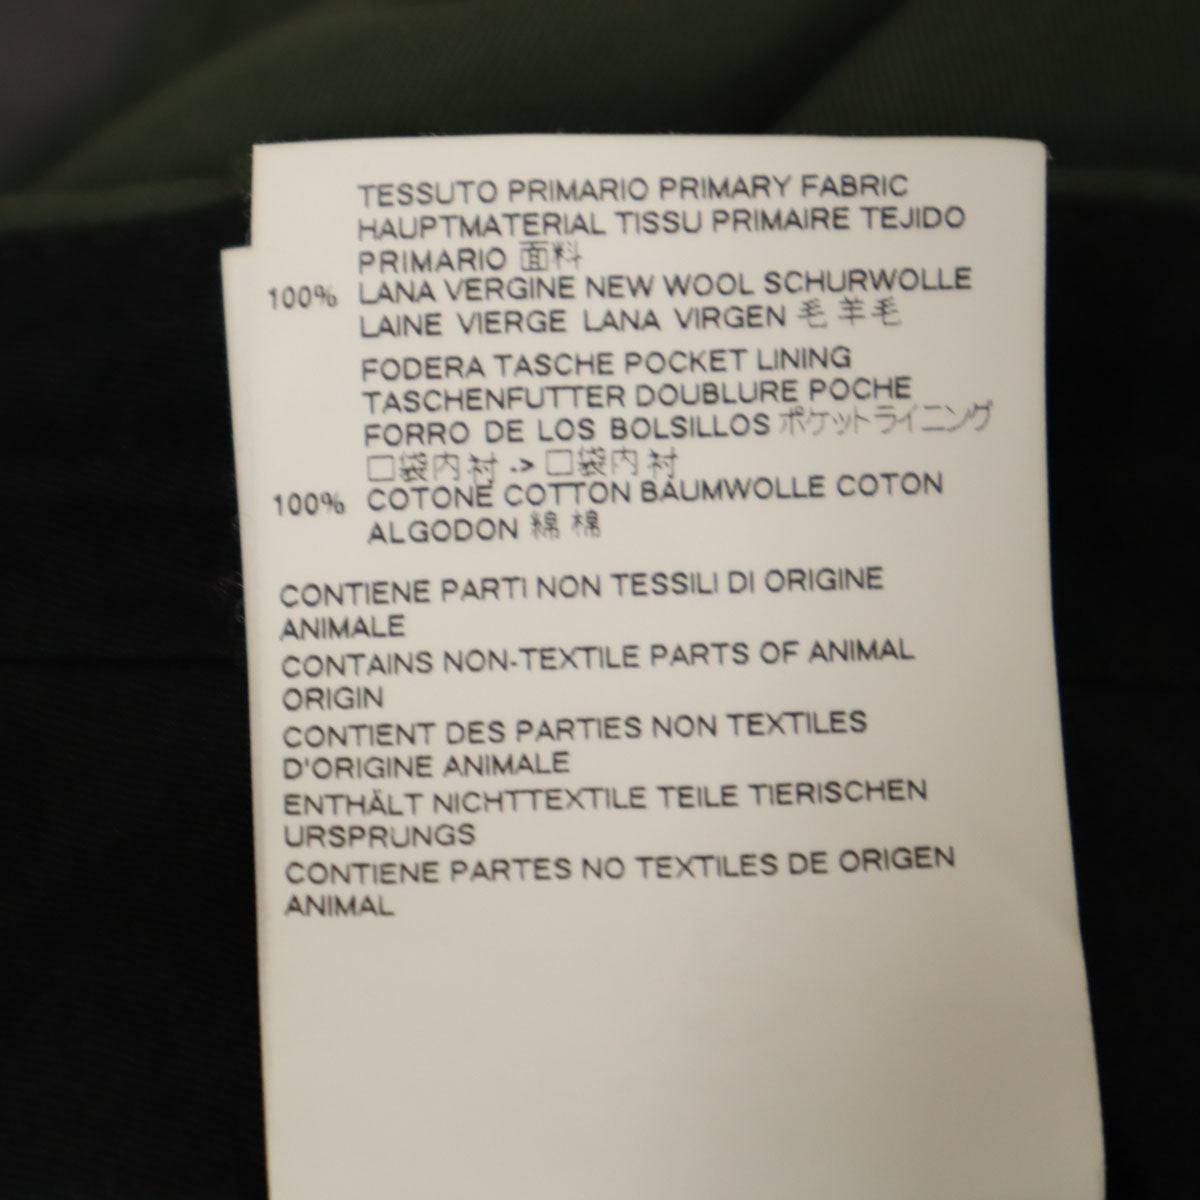 TESSUTO PRIMARIO PRIMARY FABRIC
HAUPTMATERIAL TISSU PRIMAIRE TEJIDO
PRIMARIO 面料
100% LANA VERGINE NEW WOOL SCHURWOLLE
LAINE VIERGE LANA VIRGEN 毛 羊毛
FODERA TASCHE POCKET LINING
TASCHENFUTTER DOUBLURE POCHE
FORRO DE LOS BOLSILLOS ポケットライニング
口袋内衬 -> 口袋内衬
100% COTONE COTTON BAUMWOLLE COTON
ALGODON 綿 棉
CONTIENE PARTI NON TESSILI DI ORIGINE
ANIMALE
CONTAINS NON-TEXTILE PARTS OF ANIMAL
ORIGIN
CONTIENT DES PARTIES NON TEXTILES
D'ORIGINE ANIMALE
ENTHÄLT NICHTTEXTILE TEILE TIERISCHEN
URSPRUNGS
CONTIENE PARTES NO TEXTILES DE ORIGEN
ANIMAL